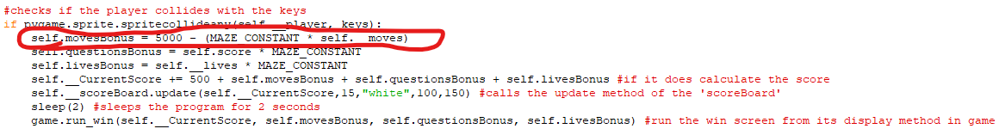 #checks if the player collides with the keys
if pygame.sprite.spritecollideany(self.__player, keys):
self.movesBonus = 5000 - (MAZE_CONSTANT * self.__moves)
self.questionsBonus = self.score * MAZE_CONSTANT
self.livesBonus = self.__lives * MAZE_CONSTANT
self.__CurrentScore += 500 + self.movesBonus + self.questionsBonus + self.livesBonus #if it does calculate the score
self.__scoreBoard.update(self.__CurrentScore,15,"white",100,150) #calls the update method of the 'scoreBoard'
sleep(2) #sleeps the program for 2 seconds
game.run_win(self.__CurrentScore, self.movesBonus, self.questionsBonus, self.livesBonus) #run the win screen from its display method in game